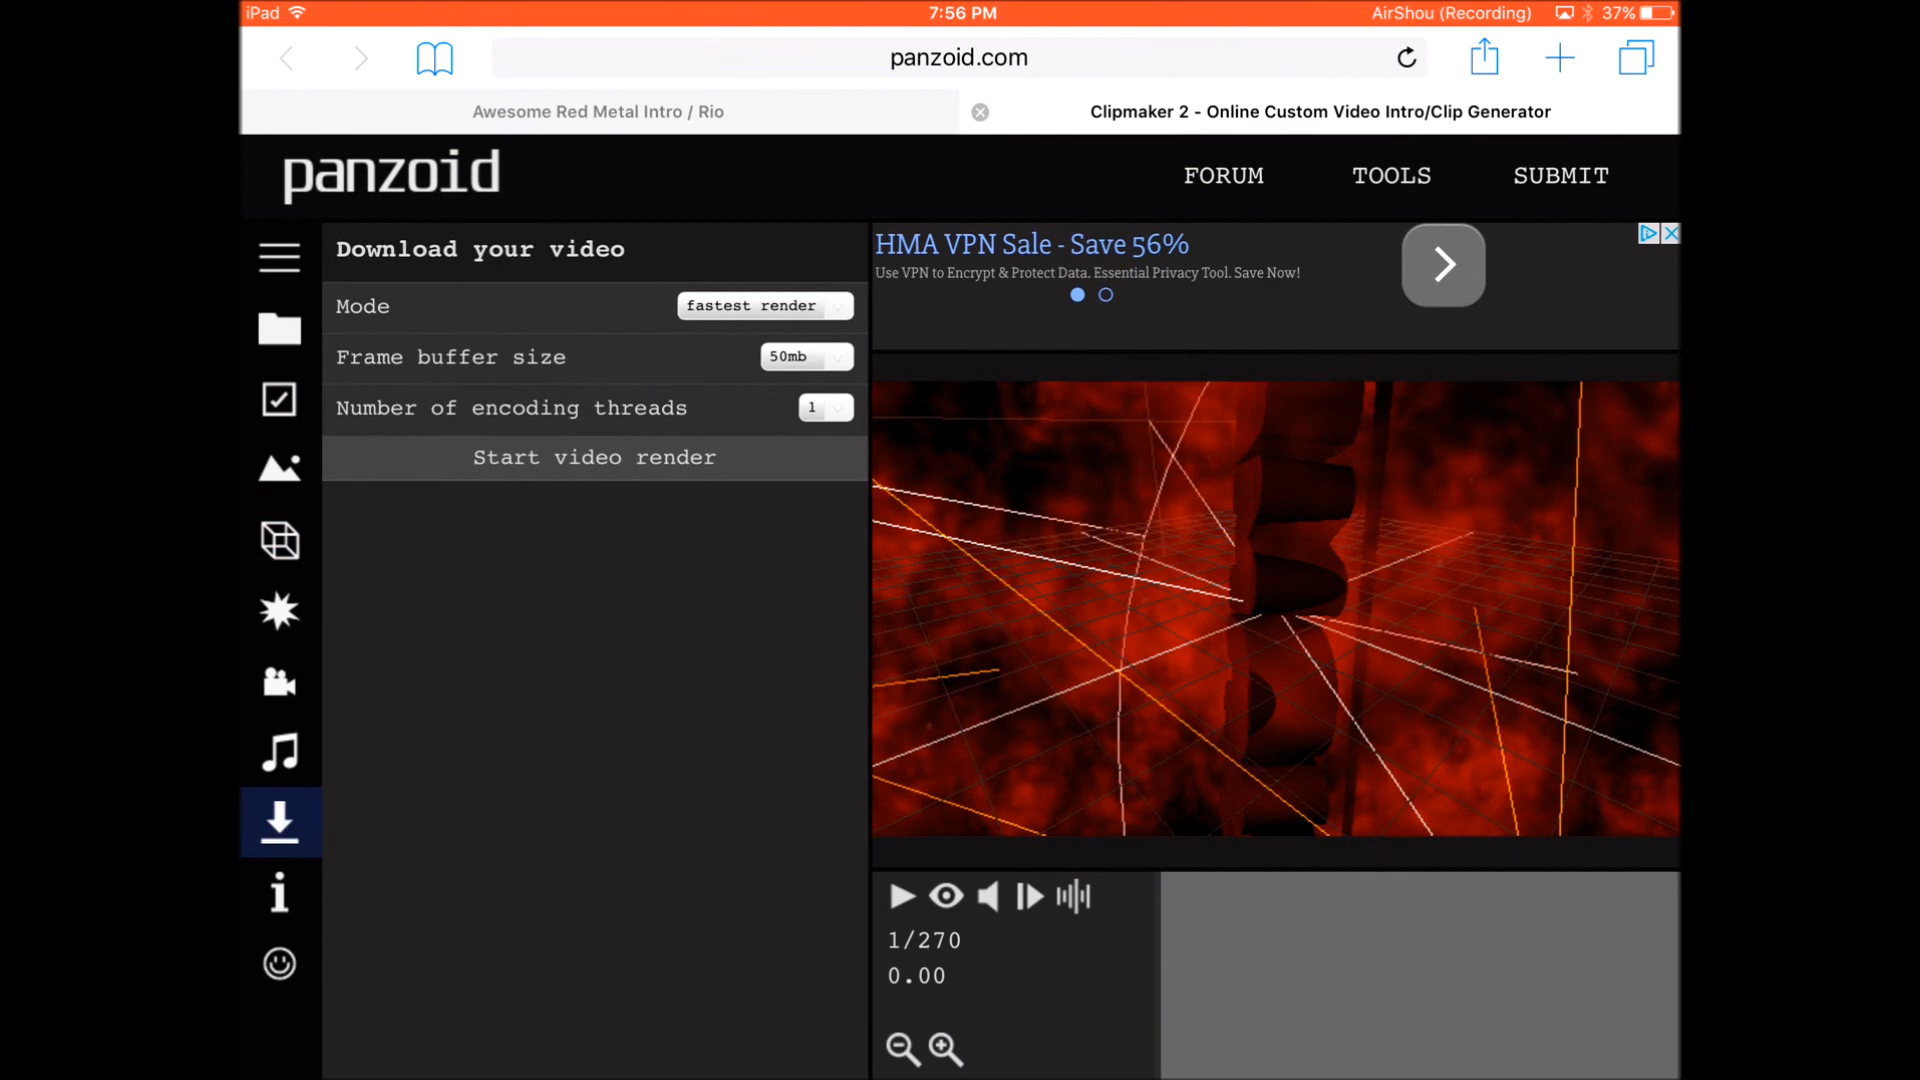 iPad
7:56 PM
AirShou (Recording)
37%
panzoid.com
Awesome Red Metal Intro / Rio
Clipmaker 2 - Online Custom Video Intro/Clip Generator
panzoid
FORUM
TOOLS
SUBMIT
Download your video
Mode
fastest render
Frame buffer size
50mb
Number of encoding threads
1
Start video render
HMA VPN Sale - Save 56%
Use VPN to Encrypt & Protect Data. Essential Privacy Tool. Save Now!
1/270
0.00